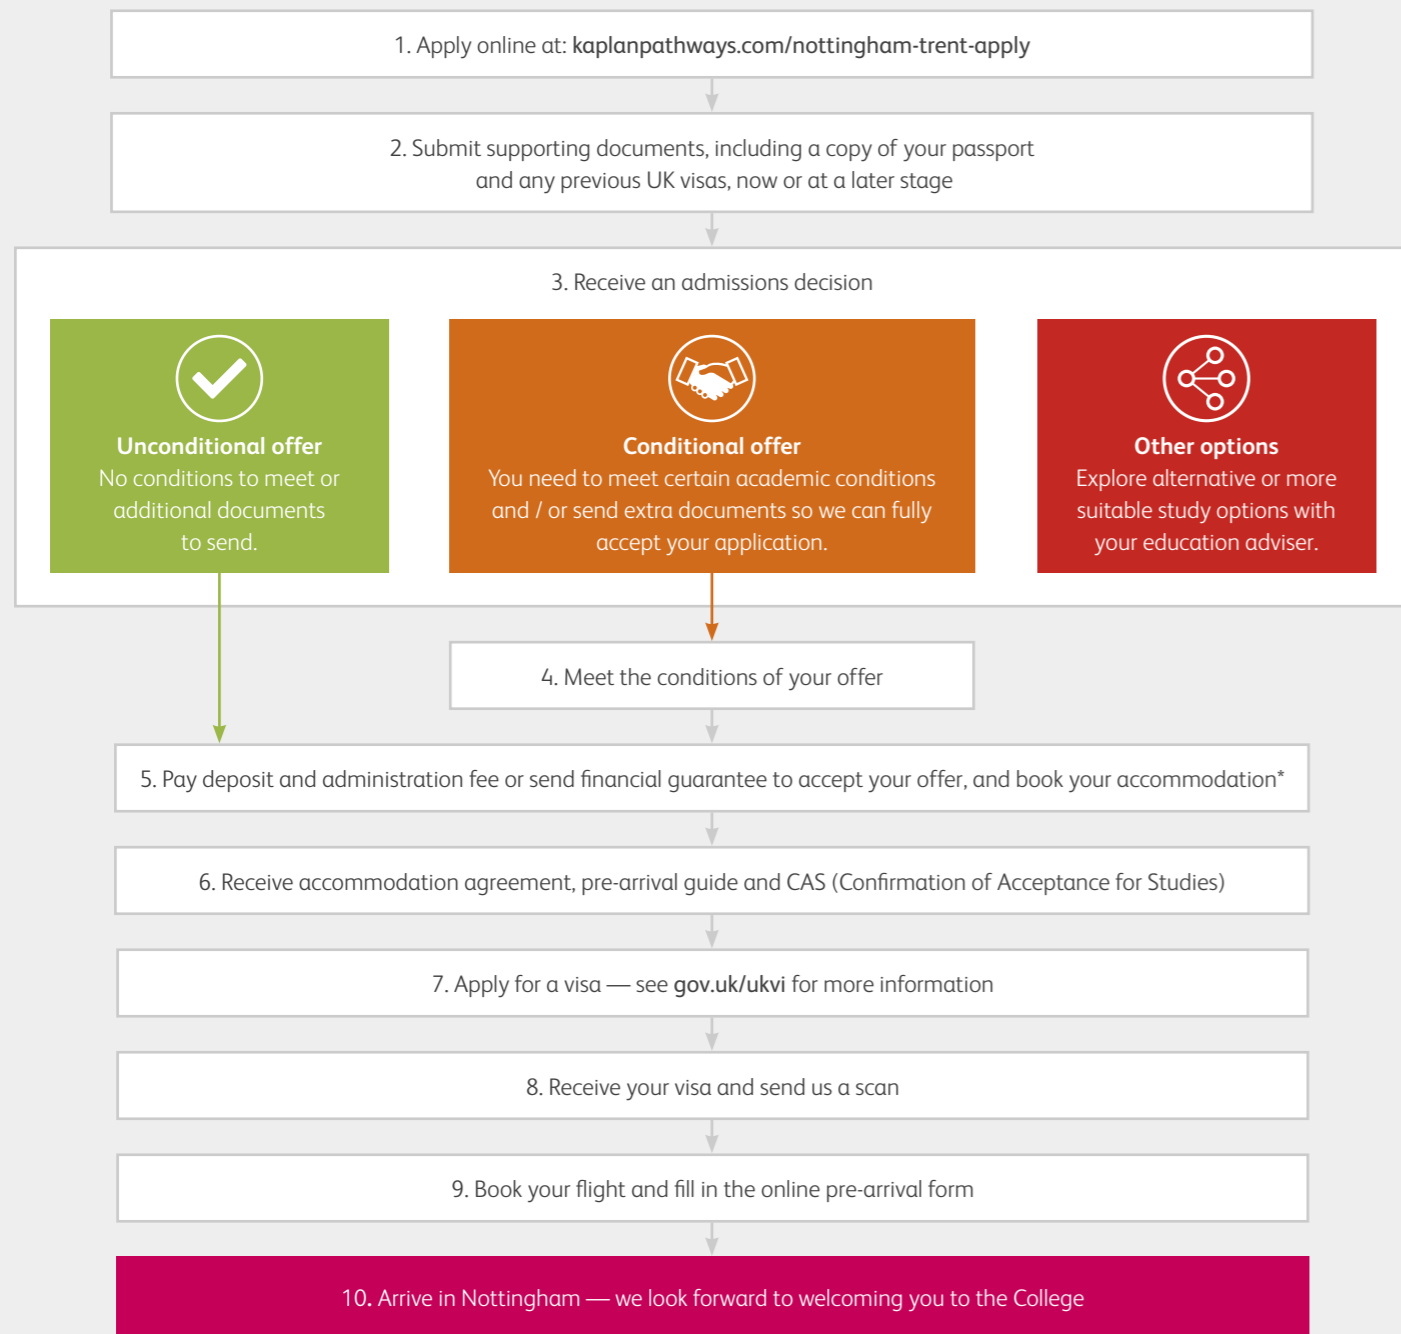 1. Apply online at: kaplanpathways.com/nottingham-trent-apply
2. Submit supporting documents, including a copy of your passport
and any previous UK visas, now or at a later stage
3. Receive an admissions decision
Unconditional offer
No conditions to meet or
additional documents
to send.
Conditional offer
You need to meet certain academic conditions
and / or send extra documents so we can fully
accept your application.
Other options
Explore alternative or more
suitable study options with
your education adviser.
4. Meet the conditions of your offer
5. Pay deposit and administration fee or send financial guarantee to accept your offer, and book your accommodation*
6. Receive accommodation agreement, pre-arrival guide and CAS (Confirmation of Acceptance for Studies)
7. Apply for a visa — see gov.uk/ukvi for more information
8. Receive your visa and send us a scan
9. Book your flight and fill in the online pre-arrival form
10. Arrive in Nottingham — we look forward to welcoming you to the College